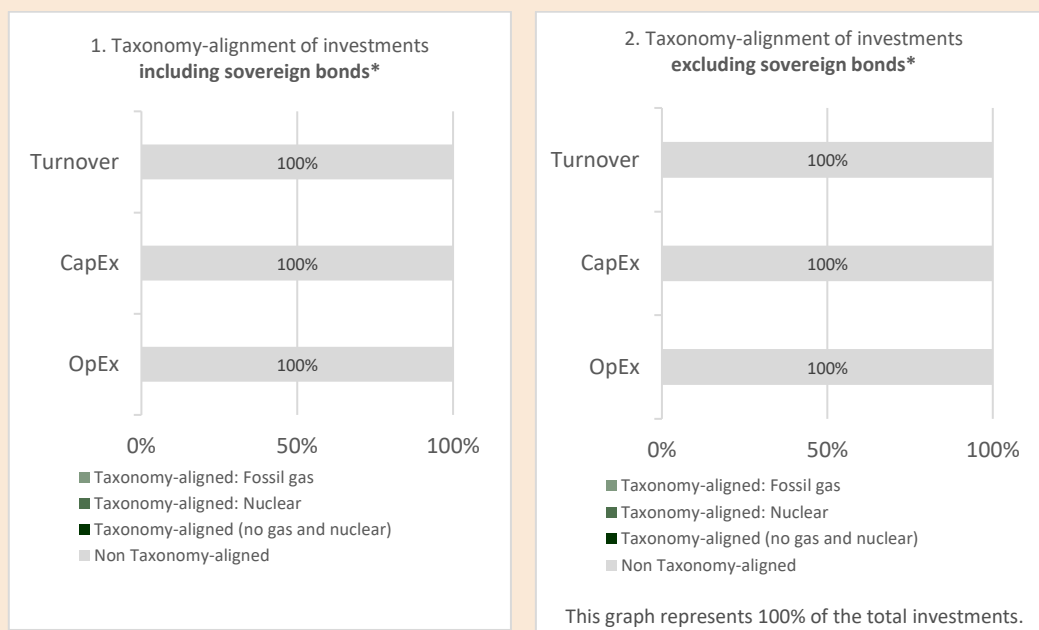 1. Taxonomy-alignment of investments
including sovereign bonds*
Turnover
100%
CapEx
100%
OpEx
100%
0%
50%
100%
Taxonomy-aligned: Fossil gas
Taxonomy-aligned: Nuclear
Taxonomy-aligned (no gas and nuclear)
Non Taxonomy-aligned
2. Taxonomy-alignment of investments
excluding sovereign bonds*
Turnover
100%
CapEx
100%
OpEx
100%
0%
50%
100%
Taxonomy-aligned: Fossil gas
Taxonomy-aligned: Nuclear
Taxonomy-aligned (no gas and nuclear)
Non Taxonomy-aligned
This graph represents 100% of the total investments.